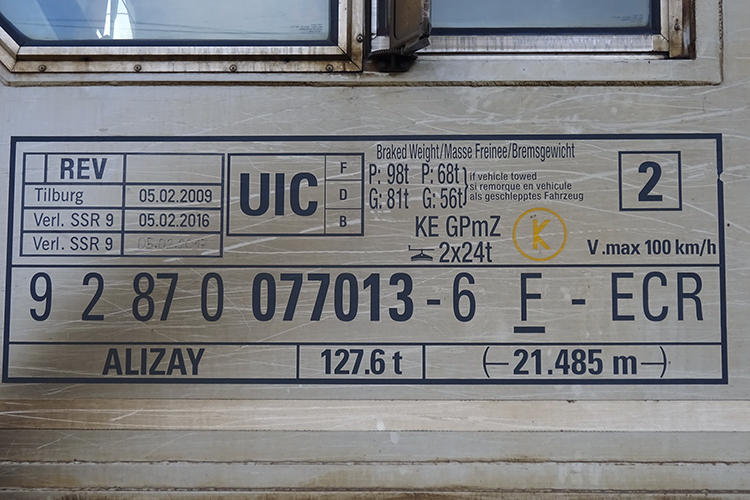 REV
Tilburg 05.02.2009
Verl. SSR 9 05.02.2016
Verl. SSR 9
UIC
F
D
B
Braked Weight/Masse Freinee/Bremsgewicht
P: 98t P: 68t
G: 81t G: 56t
if vehicle towed
si remorque en vehicule
als geschlepptes Fahrzeug
KE GPmZ
2x24t
K
2
V.max 100 km/h
9 2 87 0 077013-6 F - ECR
ALIZAY 127.6 t (–21.485 m–)